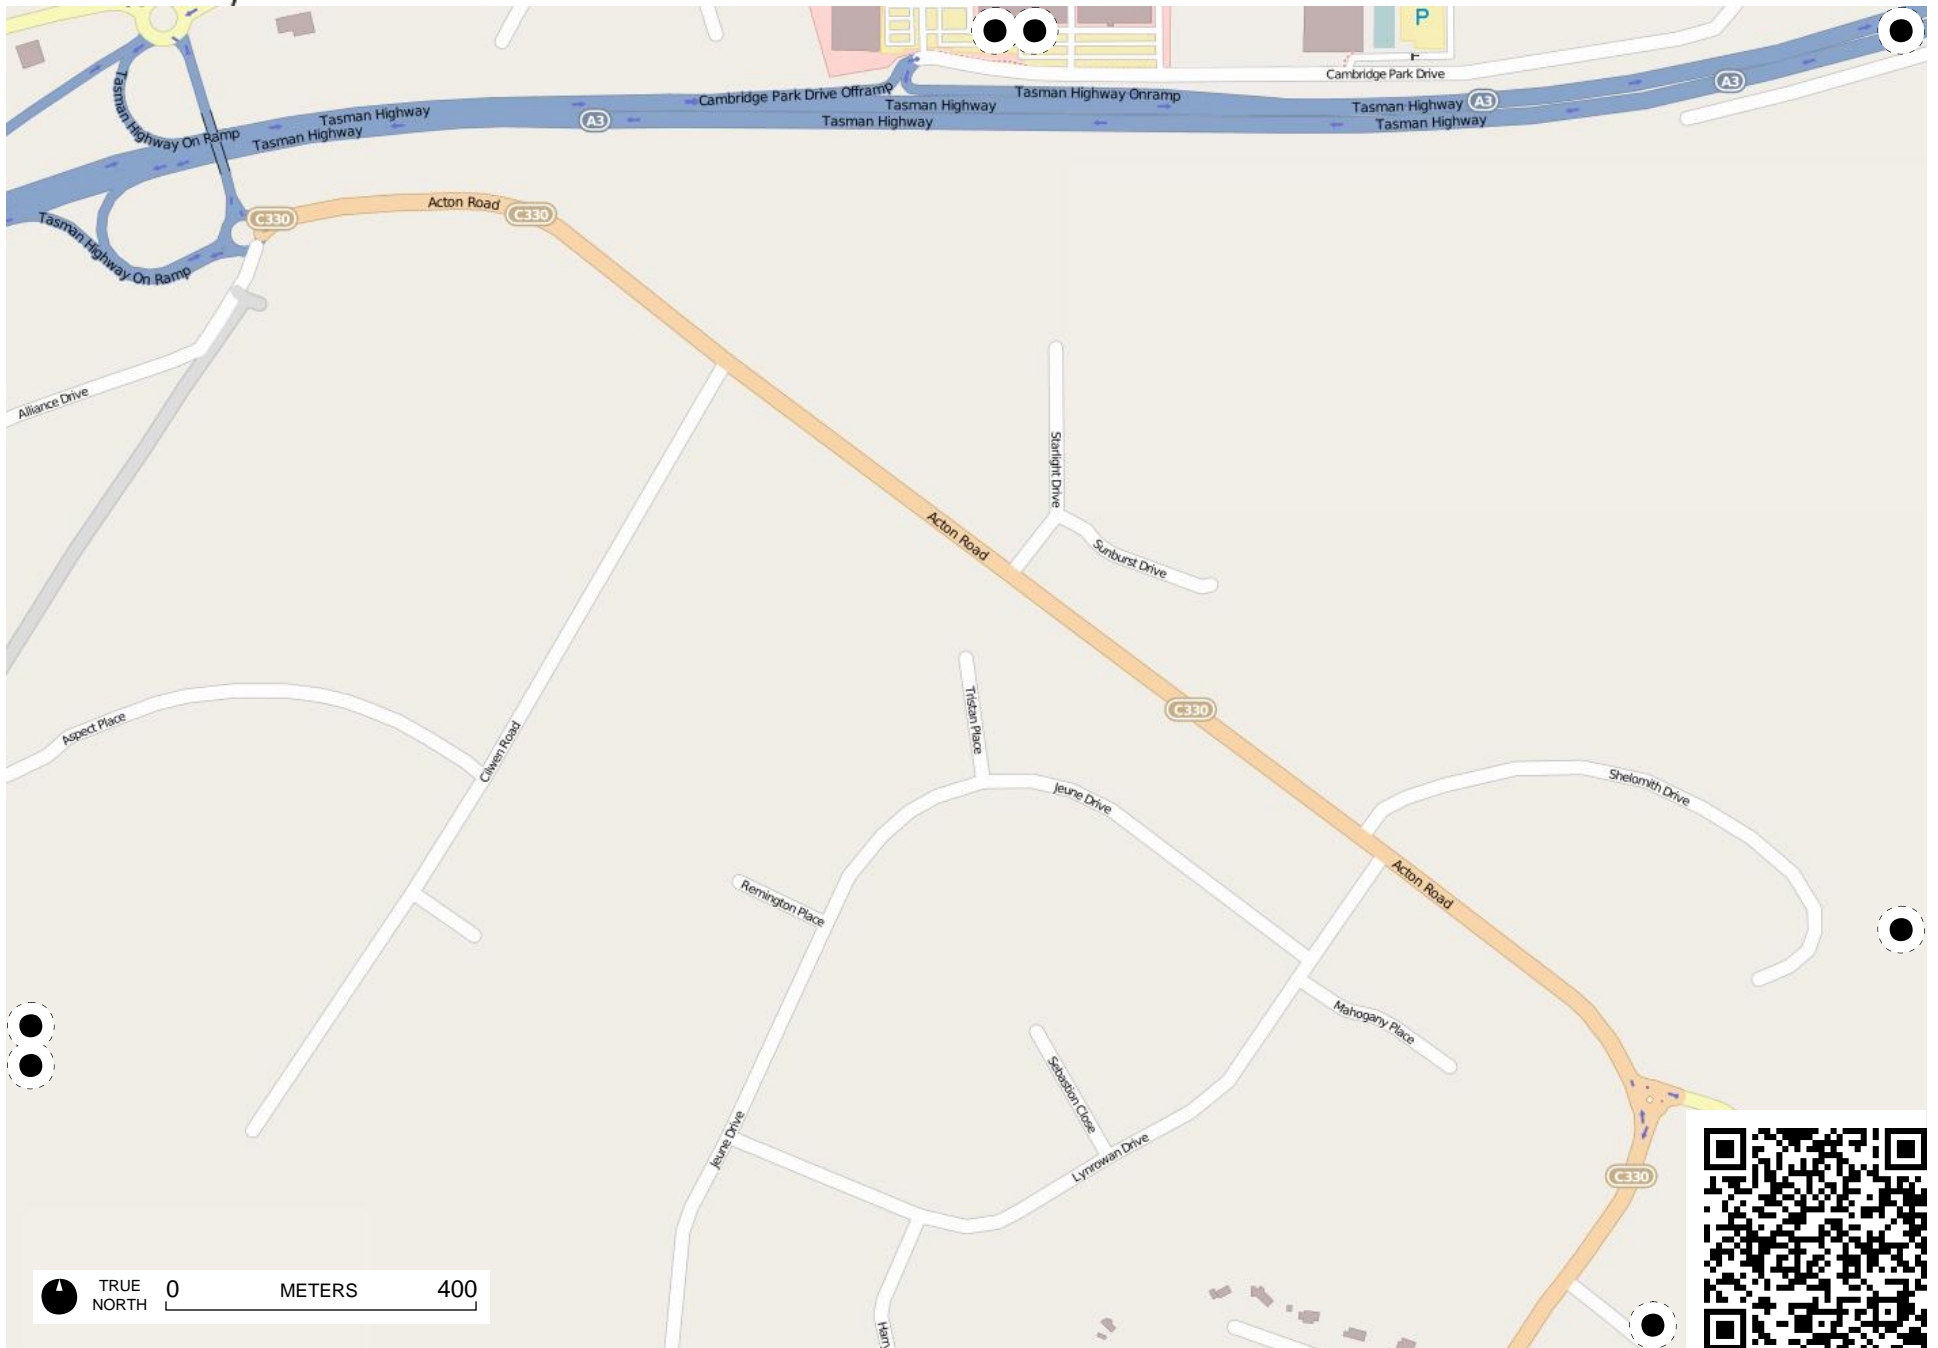 P
Cambridge Park Drive
A3
Tasman Highway On Ramp
Tasman Highway
Tasman Highway
A3
Cambridge Park Drive Offramp
Tasman Highway
Tasman Highway
Tasman Highway Onramp
Tasman Highway
A3
Tasman Highway
C330
Acton Road
C330
Tasman Highway On Ramp
Alliance Drive
Starlight Drive
Acton Road
Sunburst Drive
Tristan Place
C330
Aspect Place
Cilwen Road
Jeune Drive
Shelomith Drive
Remington Place
Acton Road
Mahogany Place
Sebastion Close
Jeune Drive
Lynrowan Drive
C330
TRUE
NORTH
0 METERS 400